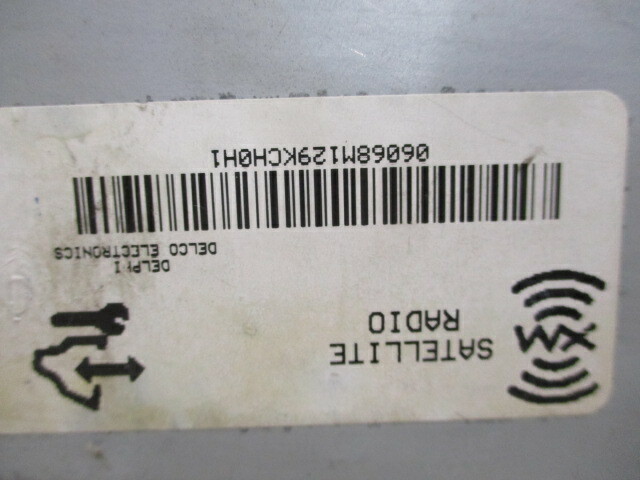 XM
SATELLITE
RADIO
DELPHI
DELCO ELECTRONICS
06068M129KCH0H1